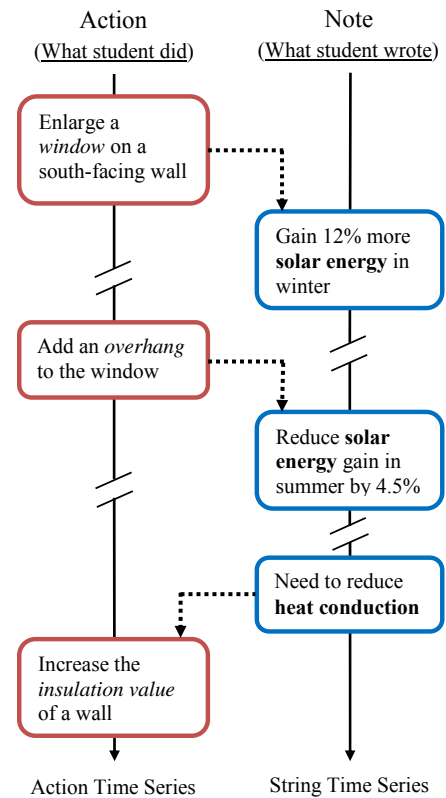 Action
(What student did)
Note
(What student wrote)
Enlarge a
window on a
south-facing wall
Gain 12% more
solar energy in
winter
Add an overhang
to the window
Reduce solar
energy gain in
summer by 4.5%
Need to reduce
heat conduction
Increase the
insulation value
of a wall
Action Time Series
String Time Series